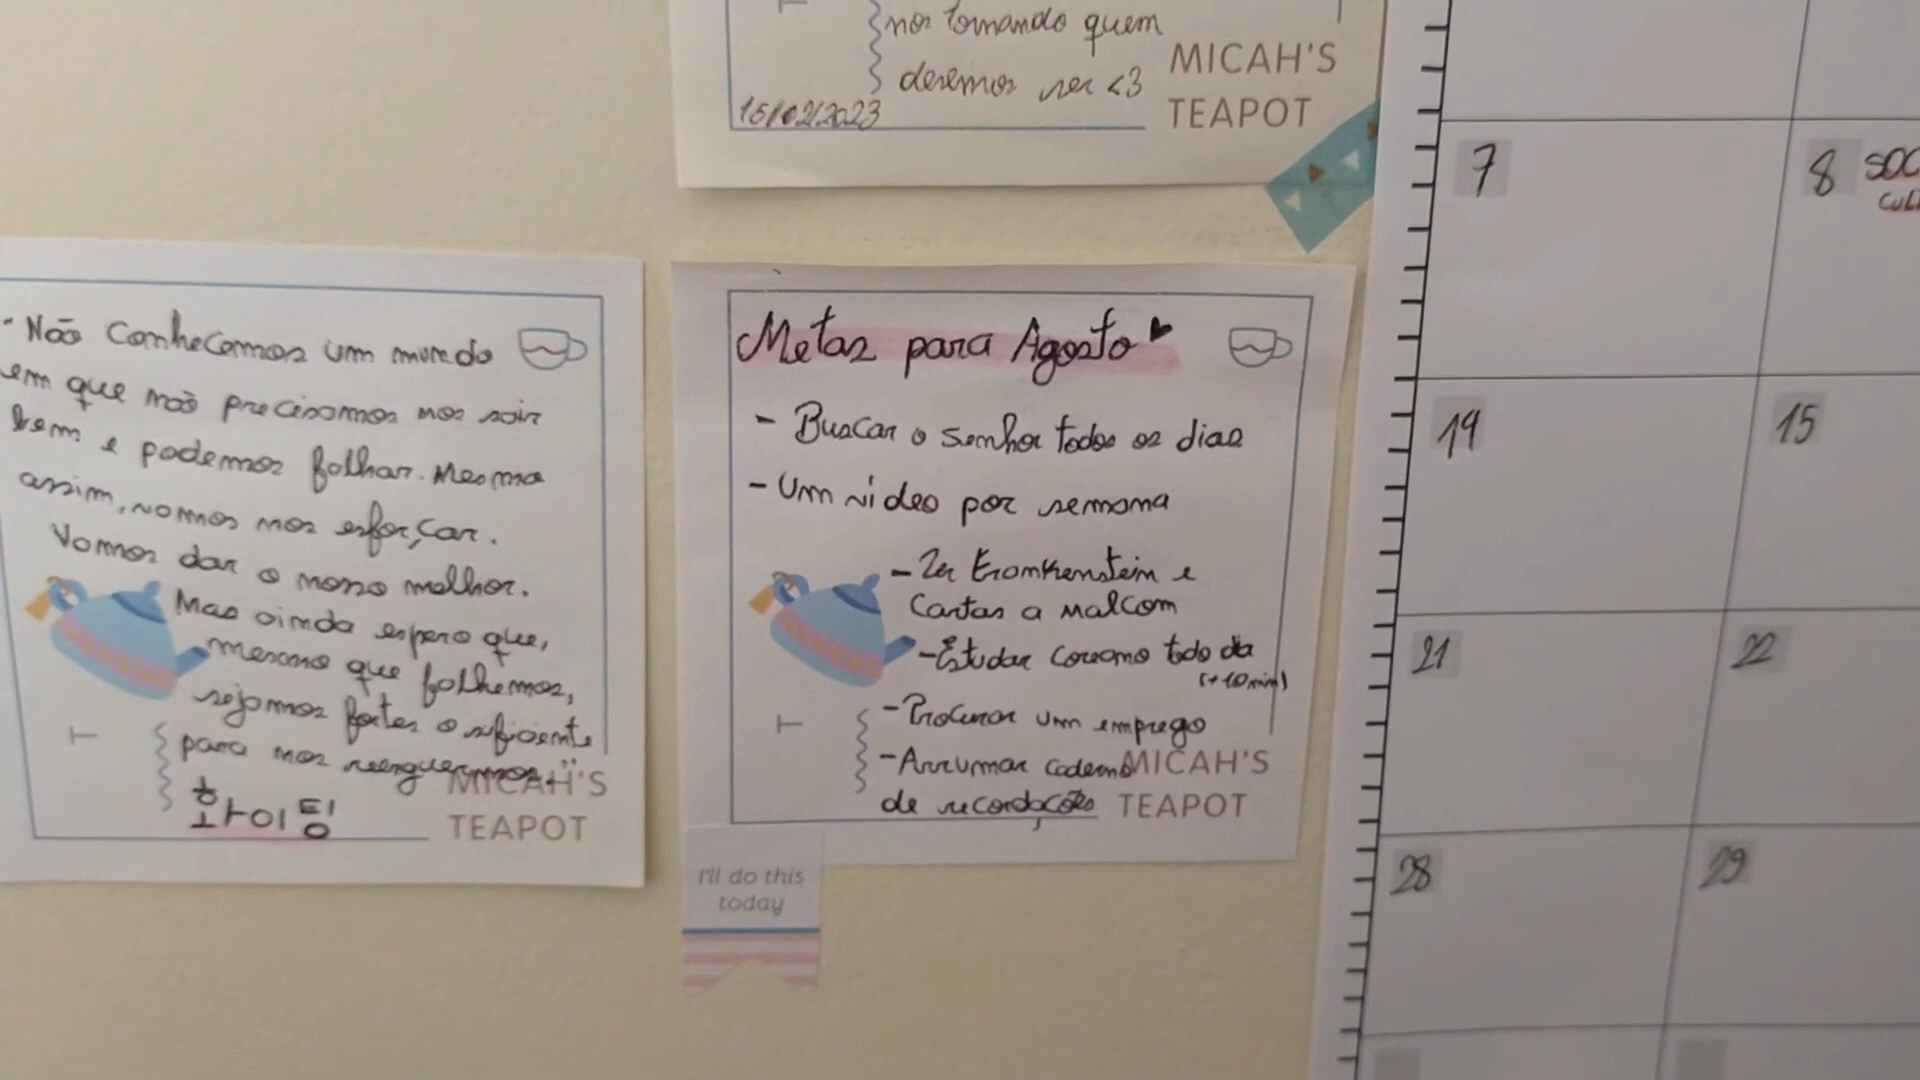 nos tornando quem
devemos ser <3
15/02/2023
MICAH'S
TEAPOT
- Não conhecemos um mundo
em que não precisamos nos sair
bem e podemos falhar. Mesmo
assim, vamos nos esforçar.
Vamos dar o nosso melhor.
Mas ainda espero que,
mesmo que falhemos,
sejamos fortes o suficiente
para nos reerguermos.
화이팅
MICAH'S
TEAPOT
Metas para Agosto
- Buscar o Senhor todos os dias
- Um video por semana
- Ler Frankenstein e
Cartas a Malcom
- Estudar coreano todo dia
(+10 min)
- Procurar um emprego
- Arrumar caderno
de recordações
MICAH'S
TEAPOT
I'll do this
today
7
8
14
15
21
22
28
29